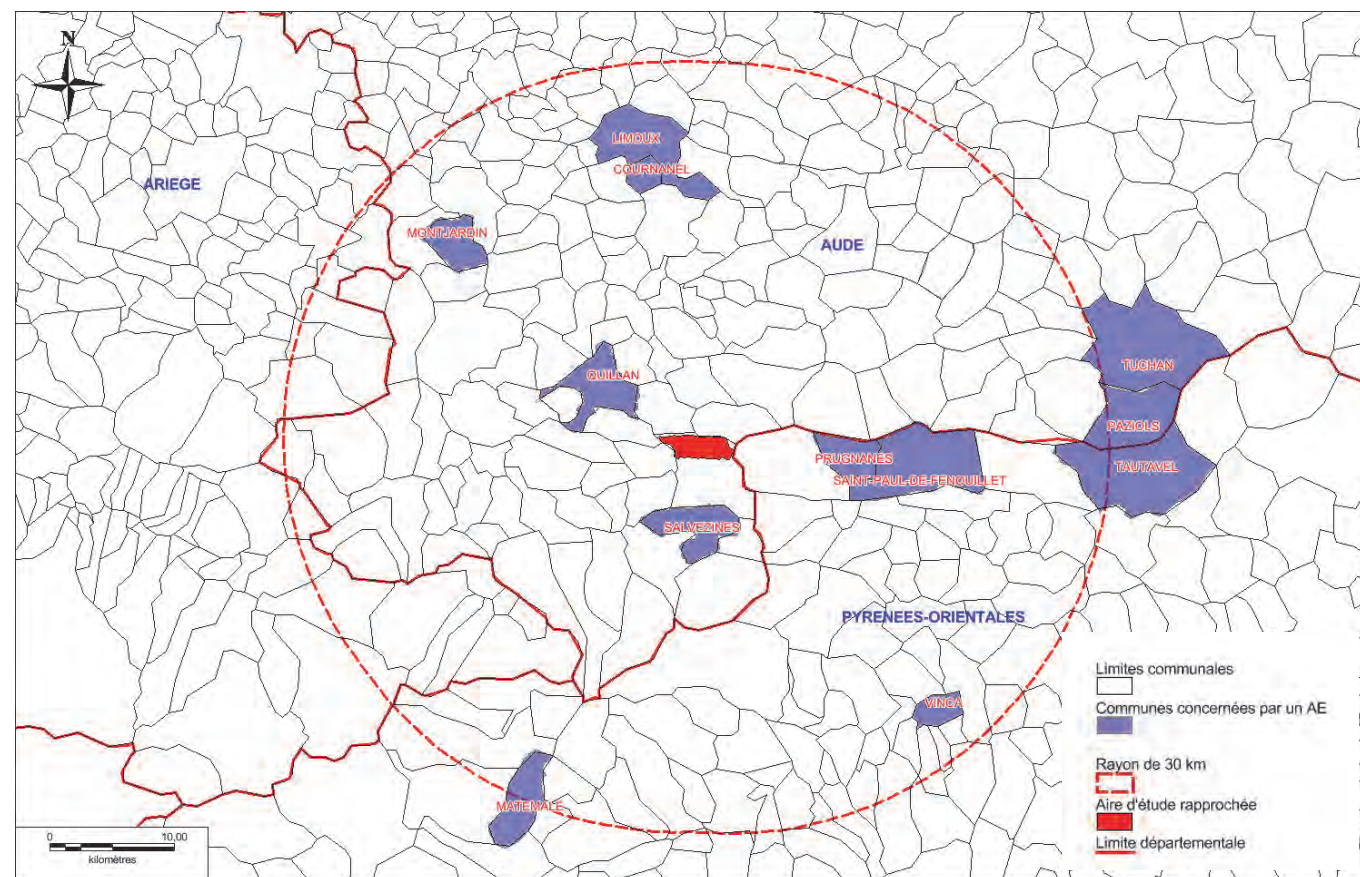 N
LIMOUX
COURNANEL
ARIEGE
MONTJARDIN
AUDE
TUCHAN
QUILLAN
PAZIOLS
PRUGNANES
TAUTAVEL
SAINT-PAUL-DE-FENOUILLET
SALVEZINES
PYRENEES-ORIENTALES
Limites communales
Communes concernées par un AE
VINCA
Rayon de 30 km
MATEMALE
Aire d'étude rapprochée
0 10,00
Limite départementale
kilomètres